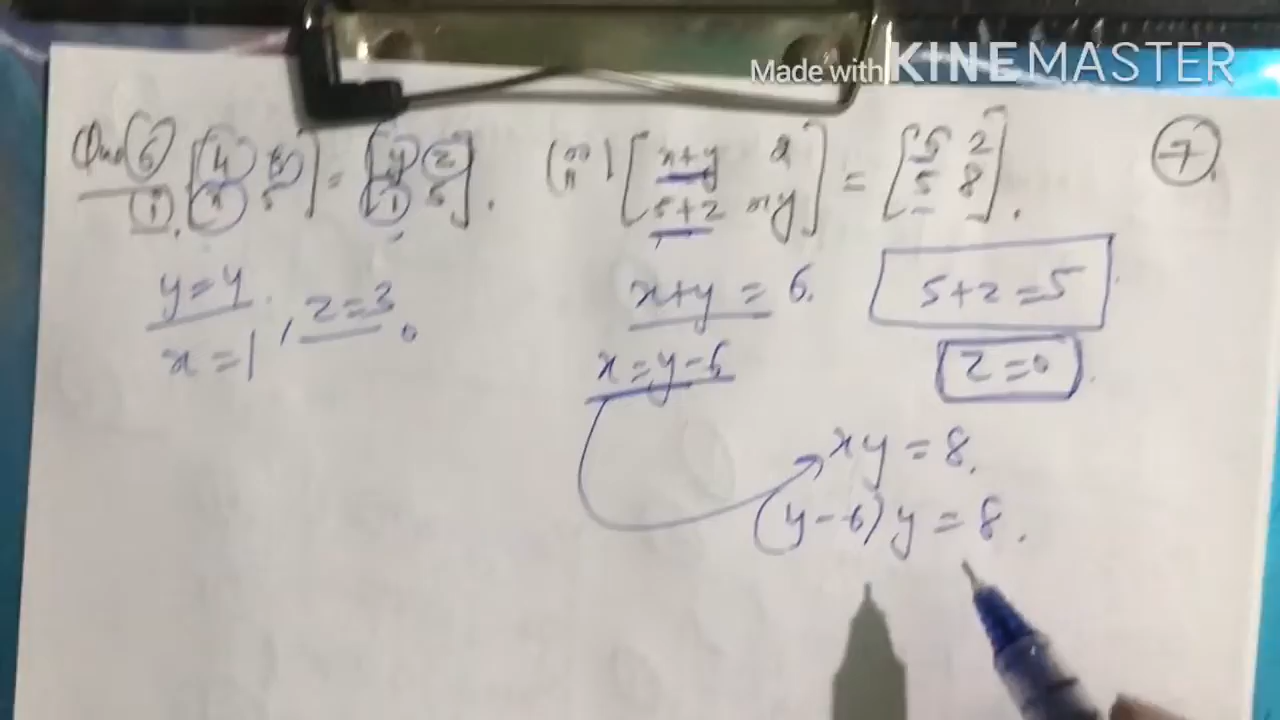 Made with KINEMASTER
Que 6 [4 3 x 5] = [y z 1 5].
(ii) [x+y 2 5+z xy] = [6 2 5 8].
7.
y=4
x=1, z=3.
x+y = 6.
x=y-6
5+z=5
z=0
xy = 8.
(y-6)y = 8.